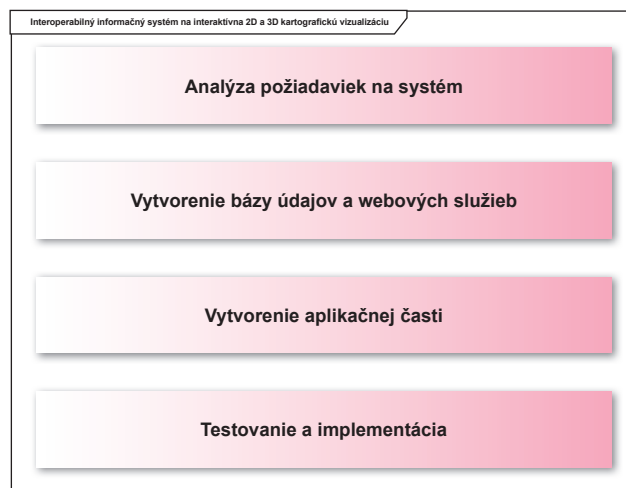 Interoperabilný informačný systém na interaktívna 2D a 3D kartografickú vizualizáciu
Analýza požiadaviek na systém
Vytvorenie bázy údajov a webových služieb
Vytvorenie aplikačnej časti
Testovanie a implementácia